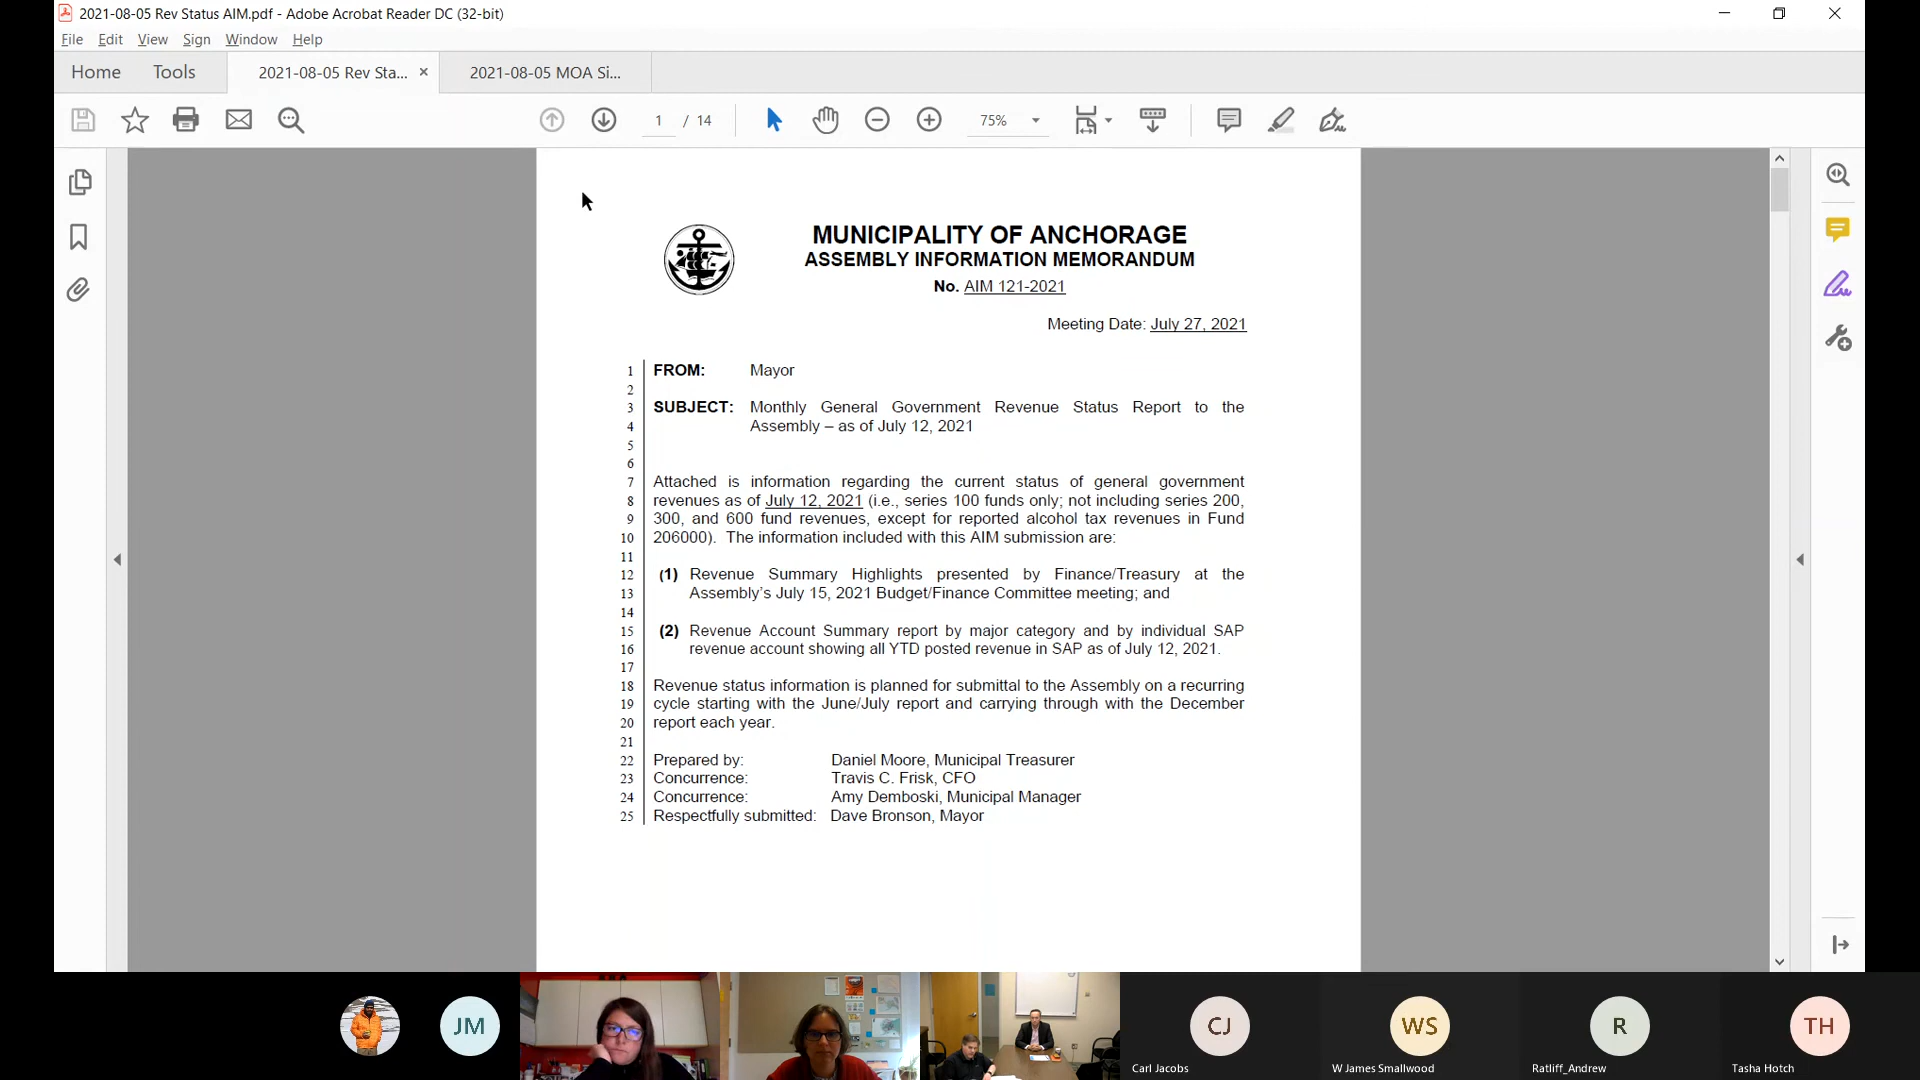 2021-08-05 Rev Status AIM.pdf - Adobe Acrobat Reader DC (32-bit)
File Edit View Sign Window Help
Home Tools 2021-08-05 Rev Sta... × 2021-08-05 MOA Si...
1 / 14 75%
MUNICIPALITY OF ANCHORAGE
ASSEMBLY INFORMATION MEMORANDUM
No. AIM 121-2021
Meeting Date: July 27, 2021
1 FROM: Mayor
2
3 SUBJECT: Monthly General Government Revenue Status Report to the
4 Assembly – as of July 12, 2021
5
6
7 Attached is information regarding the current status of general government
8 revenues as of July 12, 2021 (i.e., series 100 funds only; not including series 200,
9 300, and 600 fund revenues, except for reported alcohol tax revenues in Fund
10 206000). The information included with this AIM submission are:
11
12 (1) Revenue Summary Highlights presented by Finance/Treasury at the
13 Assembly's July 15, 2021 Budget/Finance Committee meeting; and
14
15 (2) Revenue Account Summary report by major category and by individual SAP
16 revenue account showing all YTD posted revenue in SAP as of July 12, 2021.
17
18 Revenue status information is planned for submittal to the Assembly on a recurring
19 cycle starting with the June/July report and carrying through with the December
20 report each year.
21
22 Prepared by: Daniel Moore, Municipal Treasurer
23 Concurrence: Travis C. Frisk, CFO
24 Concurrence: Amy Demboski, Municipal Manager
25 Respectfully submitted: Dave Bronson, Mayor
JM CJ WS R TH
Carl Jacobs W James Smallwood Ratliff_Andrew Tasha Hotch